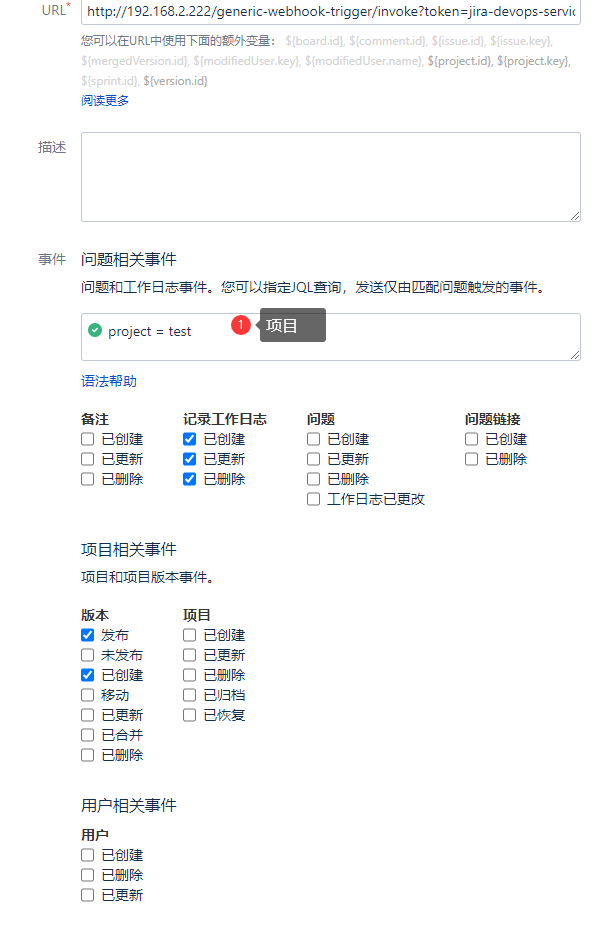 URL*
http://192.168.2.222/generic-webhook-trigger/invoke?token=jira-devops-servic
您可以在URL中使用下面的额外变量： ${board.id}, ${comment.id}, ${issue.id}, ${issue.key},
${mergedVersion.id}, ${modifiedUser.key}, ${modifiedUser.name}, ${project.id}, ${project.key},
${sprint.id}, ${version.id}
阅读更多
描述
事件
问题相关事件
问题和工作日志事件。您可以指定JQL查询，发送仅由匹配问题触发的事件。
project = test
1 项目
语法帮助
备注 记录工作日志 问题 问题链接
已创建 已创建 已创建 已创建
已更新 已更新 已更新 已删除
已删除 已删除 已删除
工作日志已更改
项目相关事件
项目和项目版本事件。
版本 项目
发布 已创建
未发布 已更新
已创建 已删除
移动 已归档
已更新 已恢复
已合并
已删除
用户相关事件
用户
已创建
已删除
已更新